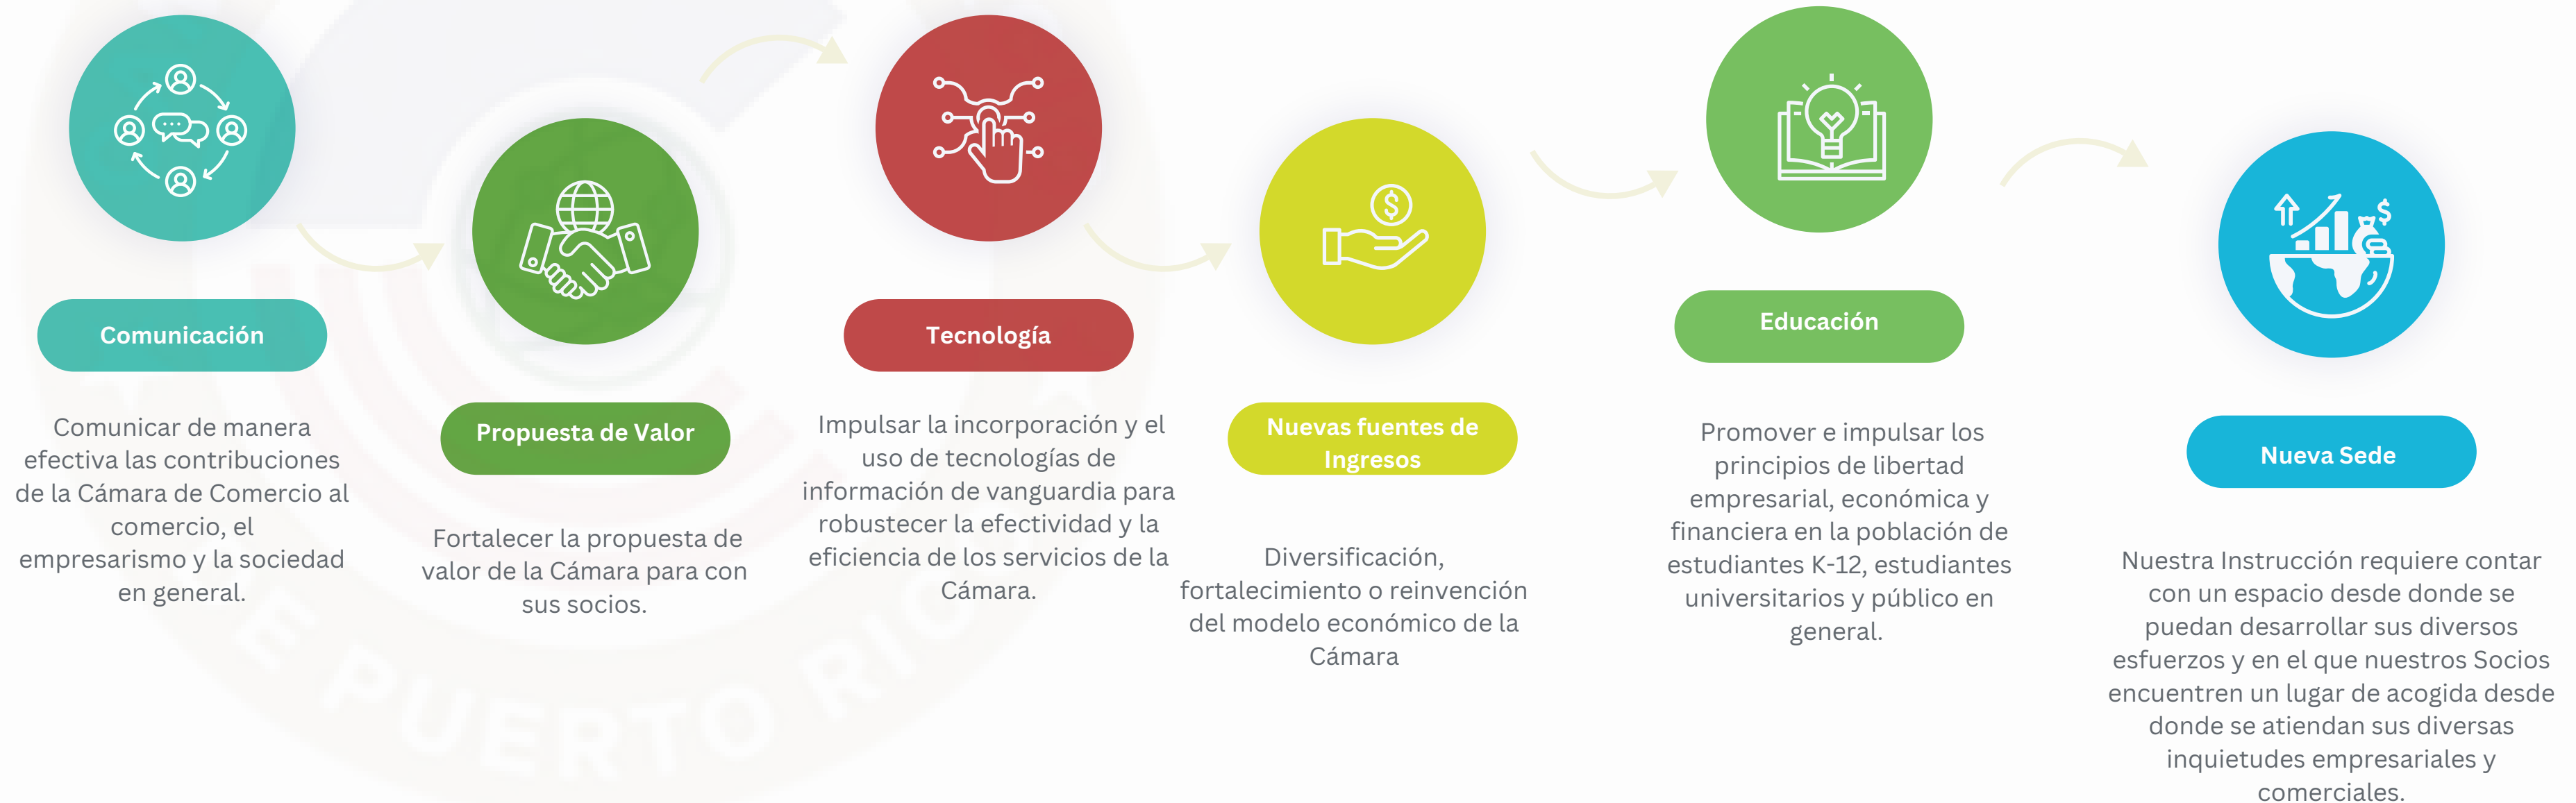 Comunicación
Comunicar de manera
efectiva las contribuciones
de la Cámara de Comercio al
comercio, el
empresarismo y la sociedad
en general.
Propuesta de Valor
Fortalecer la propuesta de
valor de la Cámara para con
sus socios.
Tecnología
Impulsar la incorporación y el
uso de tecnologías de
información de vanguardia para
robustecer la efectividad y la
eficiencia de los servicios de la
Cámara.
$
Nuevas fuentes de
Ingresos
Diversificación,
fortalecimiento o reinvención
del modelo económico de la
Cámara
Educación
Promover e impulsar los
principios de libertad
empresarial, económica y
financiera en la población de
estudiantes K-12, estudiantes
universitarios y público en
general.
$
Nueva Sede
Nuestra Instrucción requiere contar
con un espacio desde donde se
puedan desarrollar sus diversos
esfuerzos y en el que nuestros Socios
encuentren un lugar de acogida desde
donde se atiendan sus diversas
inquietudes empresariales y
comerciales.
E PUERTO RICO